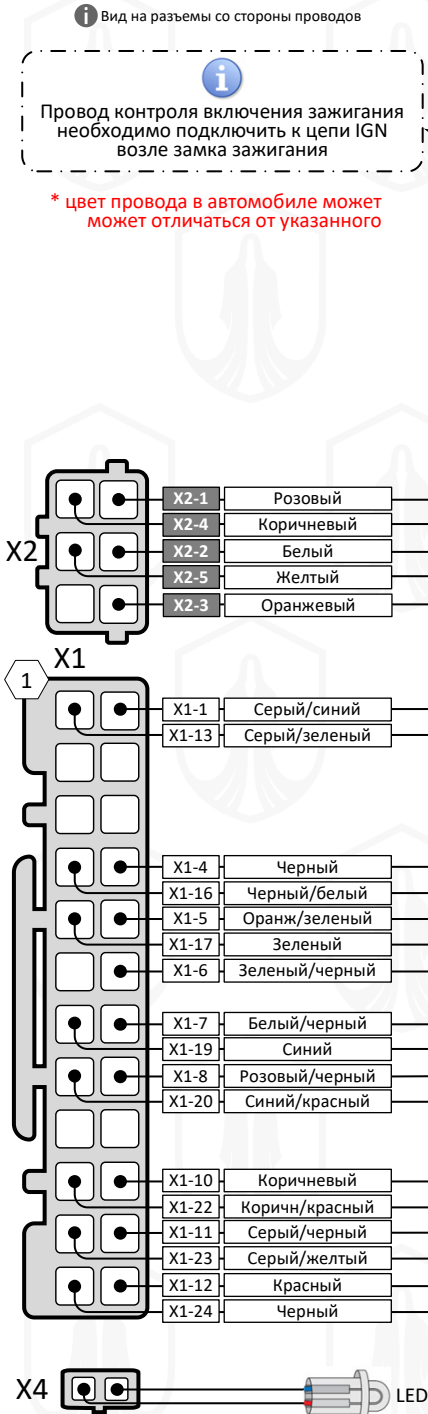 i Вид на разъемы со стороны проводов
i
Провод контроля включения зажигания
необходимо подключить к цепи IGN
возле замка зажигания
* цвет провода в автомобиле может
может отличаться от указанного
X2
X2-1 Розовый
X2-4 Коричневый
X2-2 Белый
X2-5 Желтый
X2-3 Оранжевый
X1
1
X1-1 Серый/синий
X1-13 Серый/зеленый
X1-4 Черный
X1-16 Черный/белый
X1-5 Оранж/зеленый
X1-17 Зеленый
X1-6 Зеленый/черный
X1-7 Белый/черный
X1-19 Синий
X1-8 Розовый/черный
X1-20 Синий/красный
X1-10 Коричневый
X1-22 Коричн/красный
X1-11 Серый/черный
X1-23 Серый/желтый
X1-12 Красный
X1-24 Черный
X4 LED